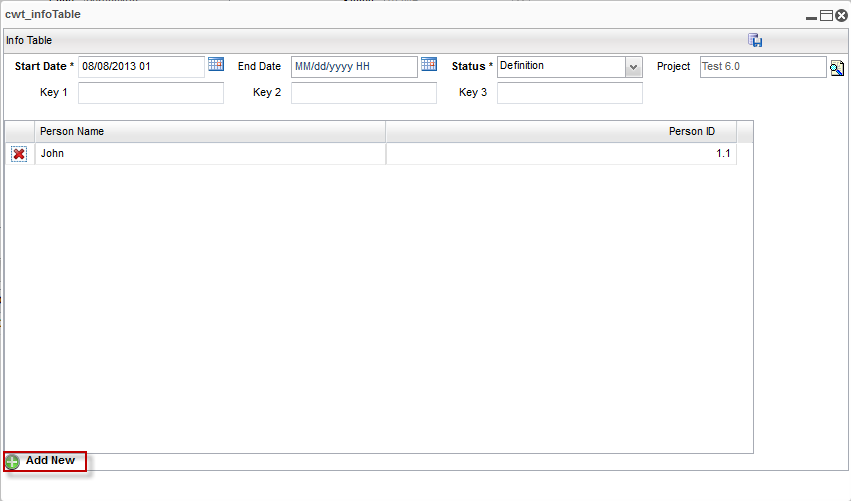 cwt_infoTable
Info Table
Start Date * 08/08/2013 01 End Date MM/dd/yyyy HH Status * Definition Project Test 6.0
Key 1 Key 2 Key 3
Person Name Person ID
John 1.1
Add New